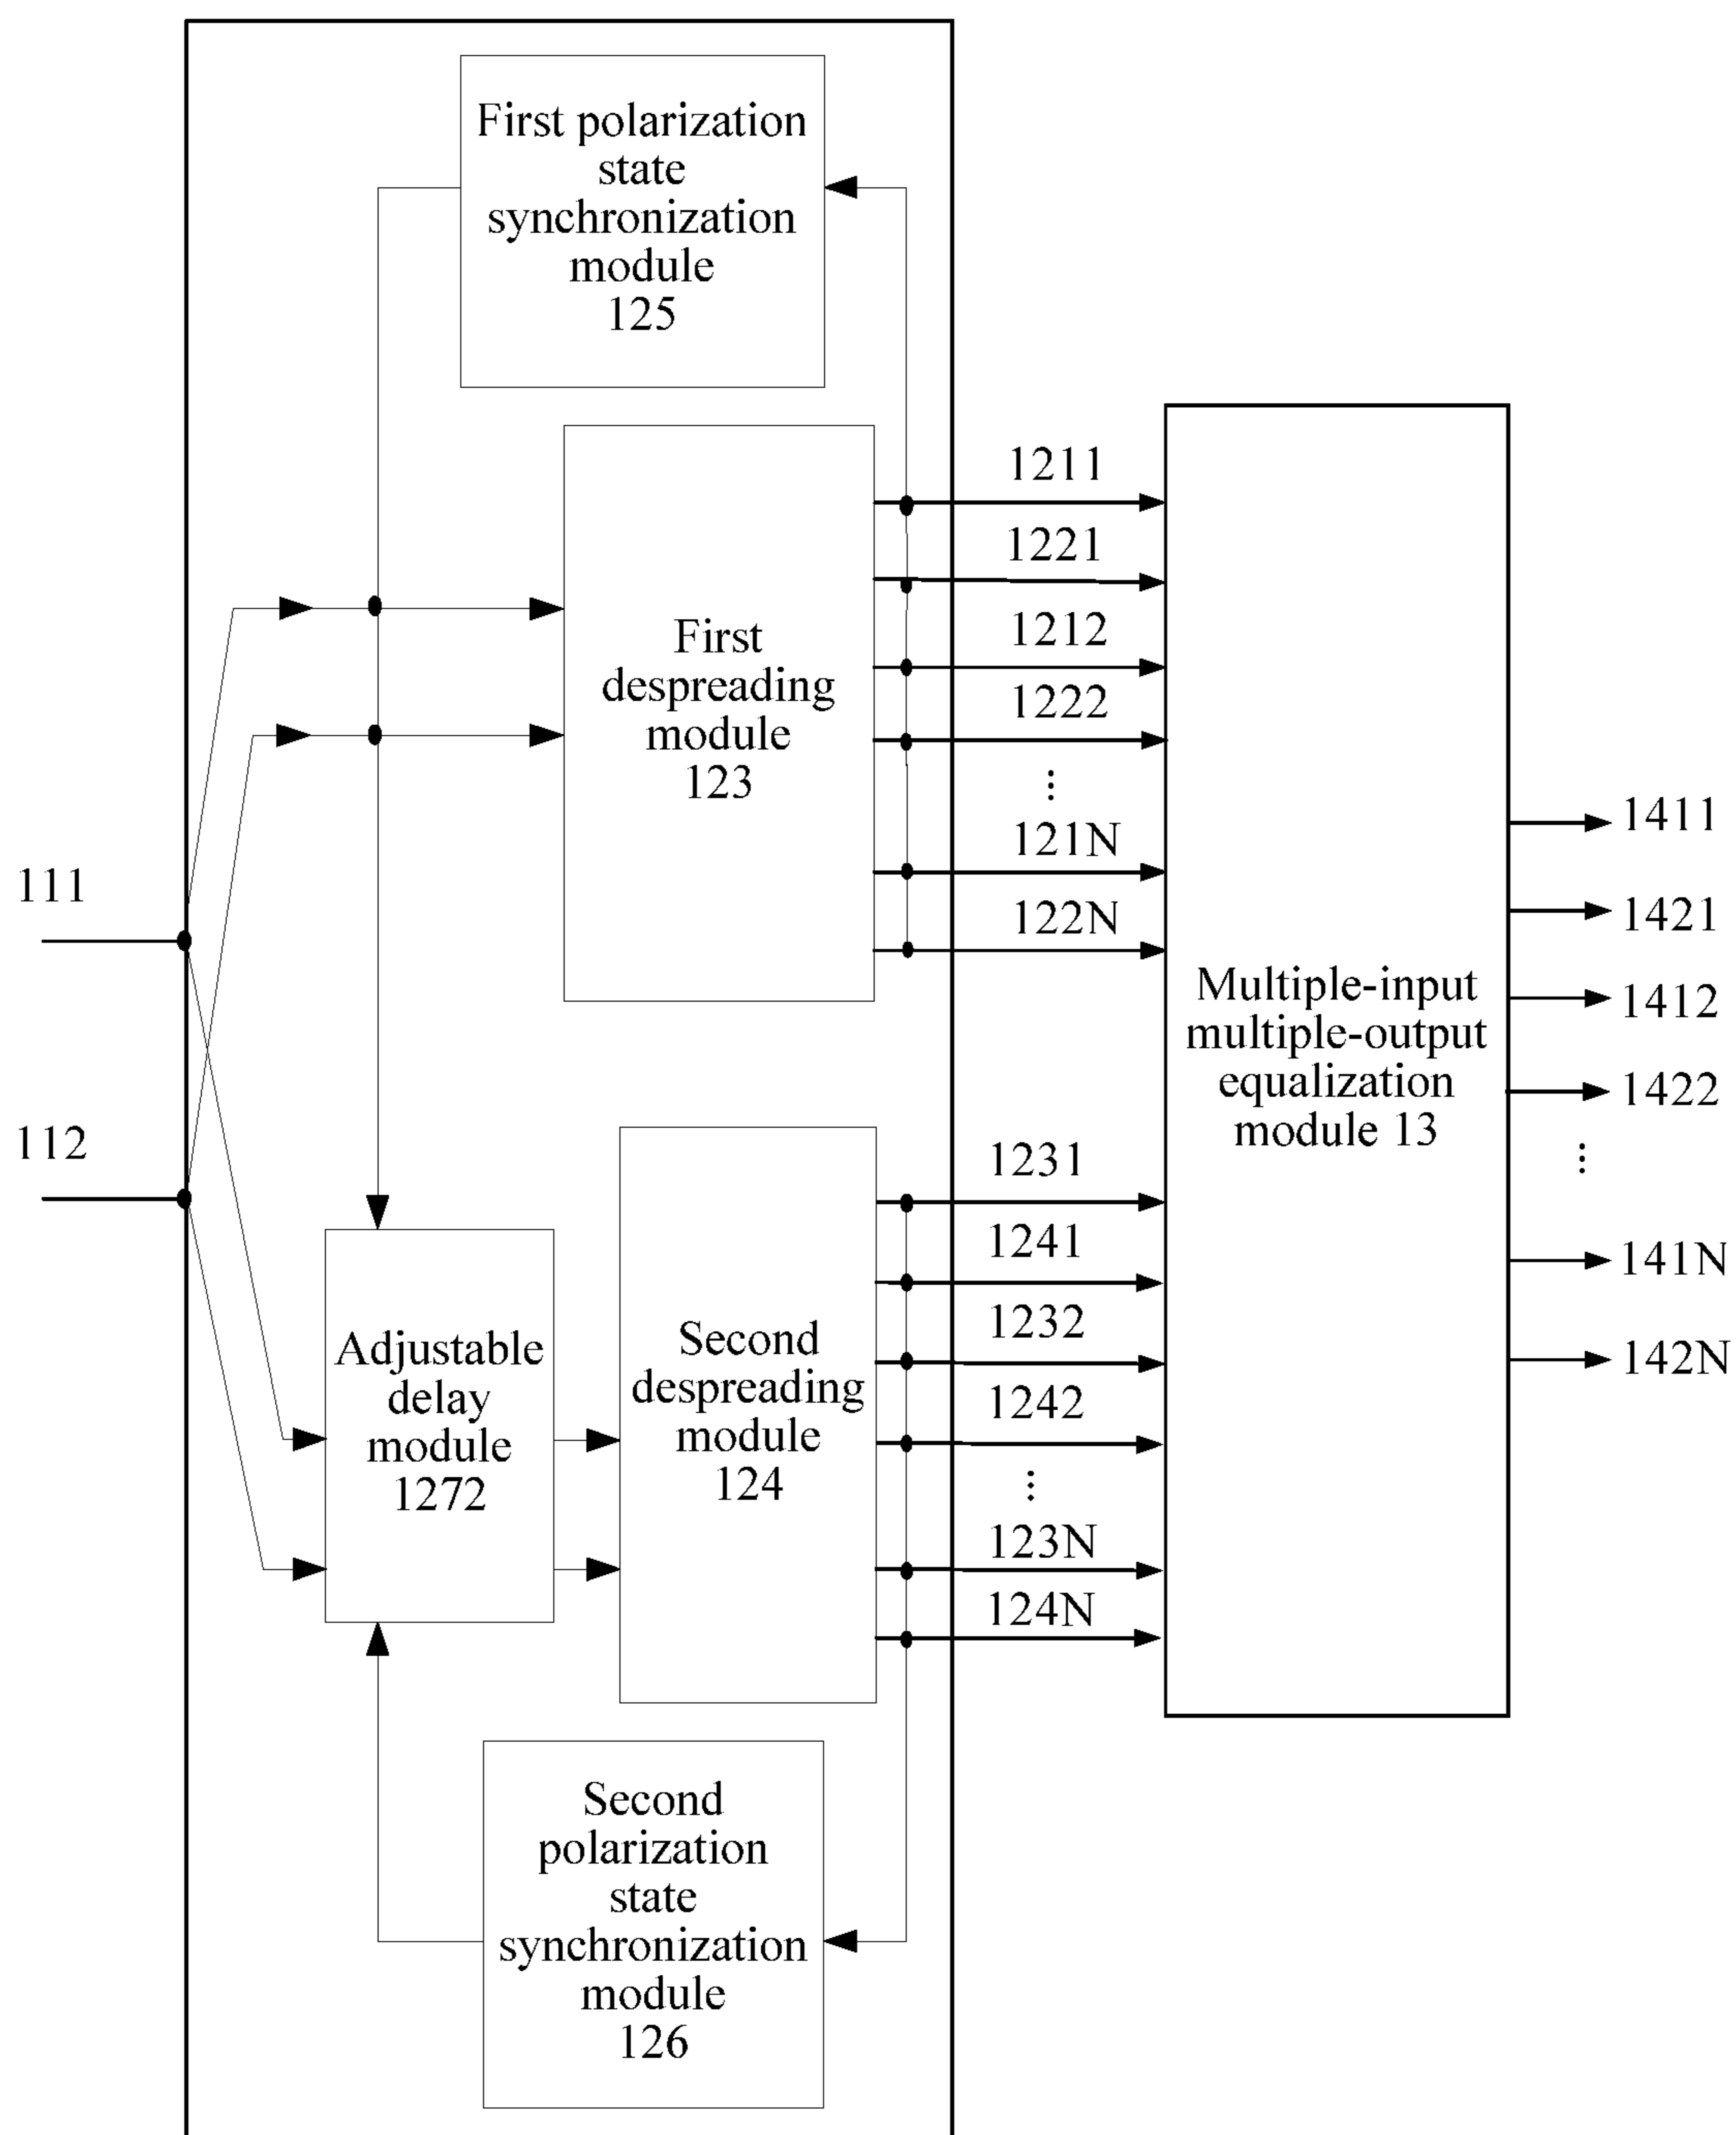 First polarization
state
synchronization
module
125
1211
1221
1212
1222
⋮
121N
122N
First
despreading
module
123
111
112
Multiple-input
multiple-output
equalization
module 13
1411
1421
1412
1422
⋮
141N
142N
1231
1241
1232
1242
⋮
123N
124N
Adjustable
delay
module
1272
Second
despreading
module
124
Second
polarization
state
synchronization
module
126